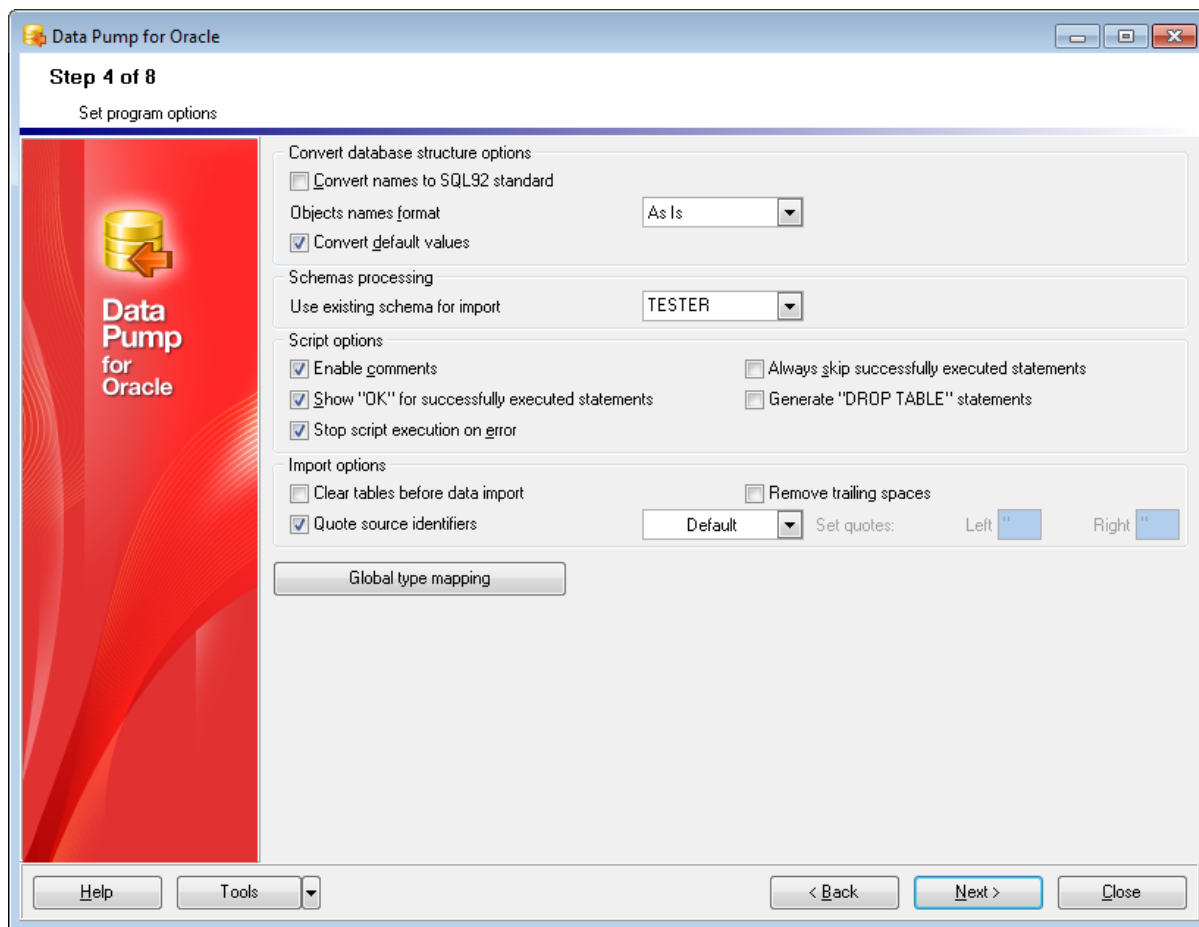 Data Pump for Oracle
Step 4 of 8
Set program options
Data
Pump
for
Oracle
Convert database structure options
Convert names to SQL92 standard
Objects names format As Is
Convert default values
Schemas processing
Use existing schema for import TESTER
Script options
Enable comments Always skip successfully executed statements
Show "OK" for successfully executed statements Generate "DROP TABLE" statements
Stop script execution on error
Import options
Clear tables before data import Remove trailing spaces
Quote source identifiers Default Set quotes: Left " Right "
Global type mapping
Help Tools < Back Next > Close